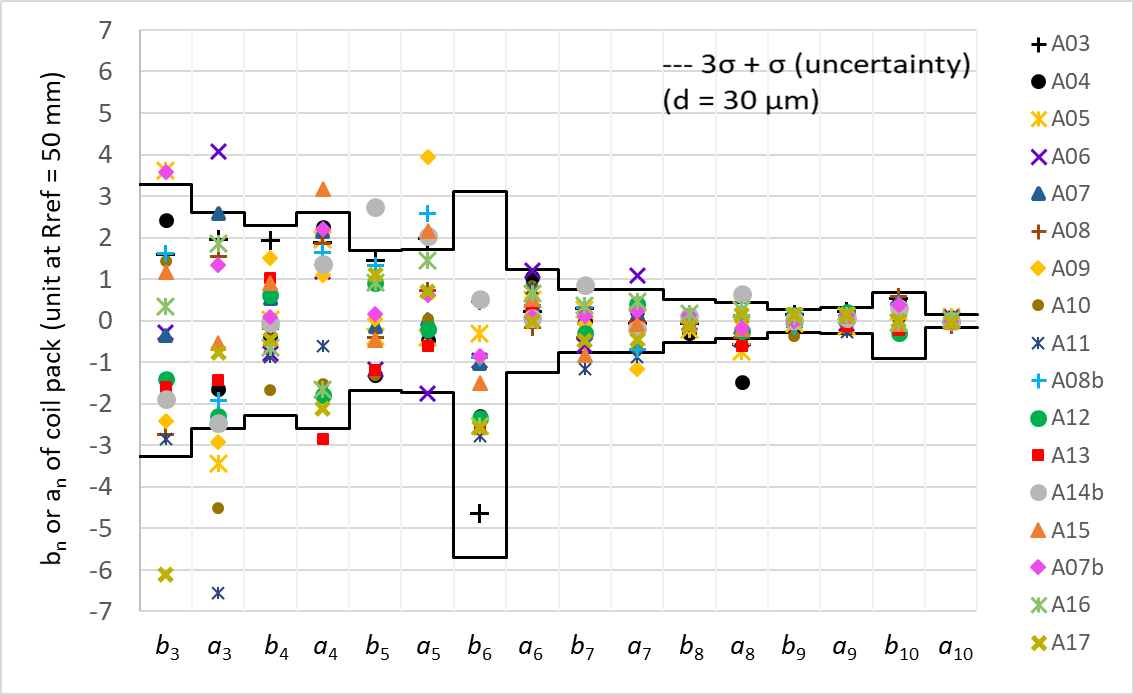 7
6
5
4
3
2
1
0
-1
-2
-3
-4
-5
-6
-7
bn or an of coil pack (unit at Rref = 50 mm)
--- 3σ + σ (uncertainty)
(d = 30 μm)
b3 a3 b4 a4 b5 a5 b6 a6 b7 a7 b8 a8 b9 a9 b10 a10
A03
A04
A05
A06
A07
A08
A09
A10
A11
A08b
A12
A13
A14b
A15
A07b
A16
A17